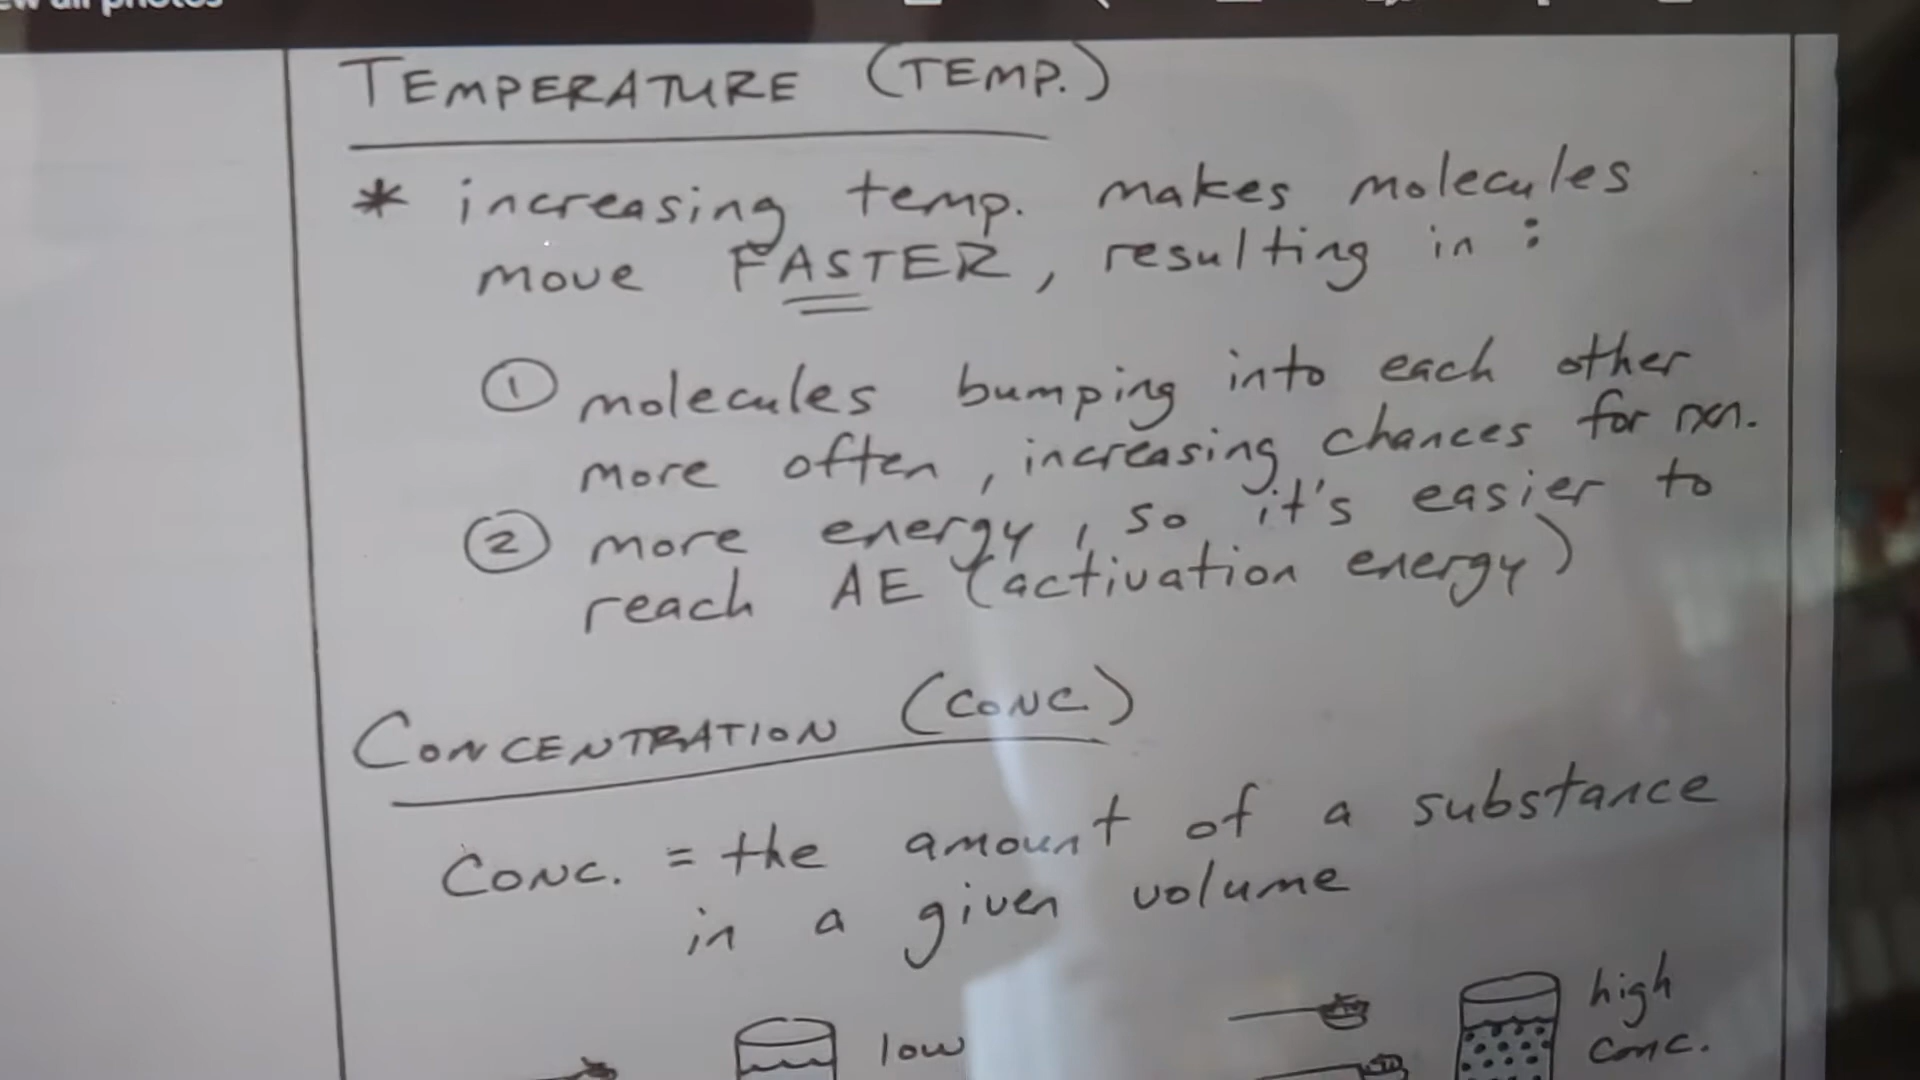 all photos
TEMPERATURE (TEMP.)
* increasing temp. makes molecules
move FASTER, resulting in:
① molecules bumping into each other
more often, increasing chances for rxn.
② more energy, so it's easier to
reach AE (activation energy)
CONCENTRATION (CONC)
CONC. = the amount of a substance
in a given volume
low
high
conc.